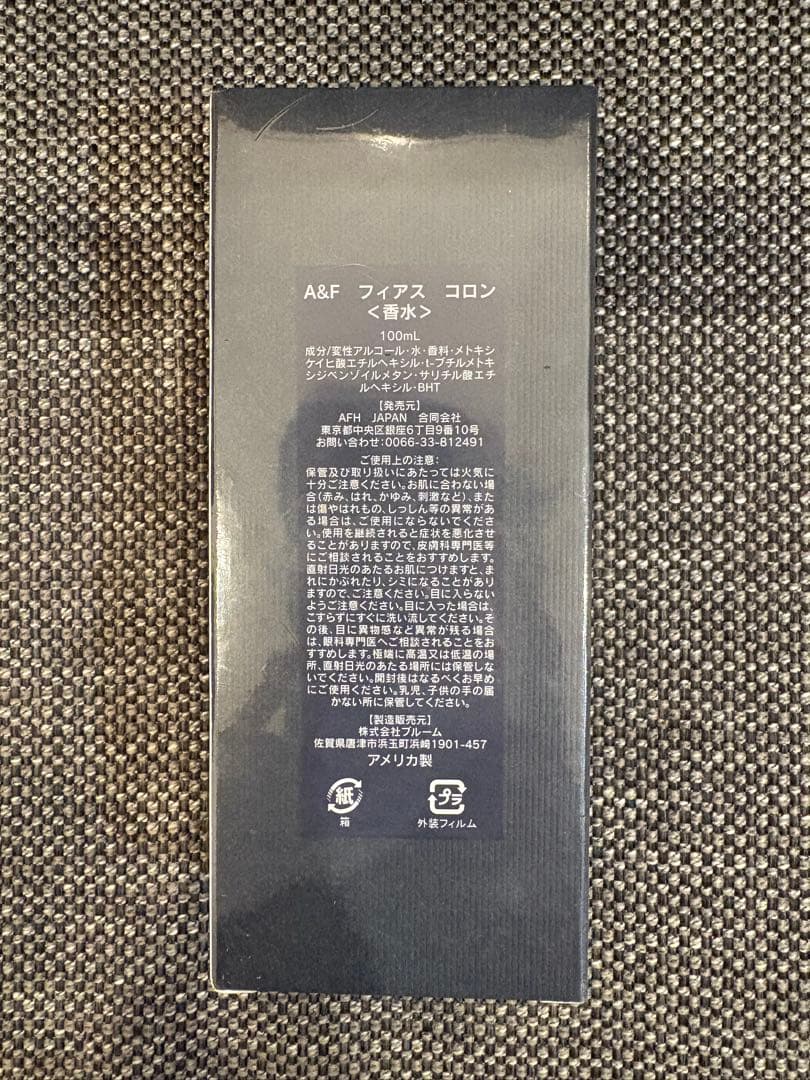 A&F　フィアス　コロン
＜香水＞
100mL
成分/変性アルコール・水・香料・メトキシ
ケイヒ酸エチルヘキシル・t-ブチルメトキ
シジベンゾイルメタン・サリチル酸エチ
ルヘキシル・BHT
【発売元】
AFH　JAPAN　合同会社
東京都中央区銀座6丁目9番10号
お問い合わせ:0066-33-812491
ご使用上の注意:
保管及び取り扱いにあたっては火気に
十分ご注意ください。お肌に合わない場
合(赤み、はれ、かゆみ、刺激など)、また
は傷やはれもの、しっしん等の異常があ
る場合は、ご使用にならないでくださ
い。使用を継続されると症状を悪化させ
ることがありますので、皮膚科専門医等
にご相談されることをおすすめします。
直射日光のあたるお肌につけますと、ま
れにかぶれたり、シミになることがあり
ますので、ご注意ください。目に入らない
ようご注意ください。目に入った場合は、
こすらずにすぐに洗い流してください。そ
の後、目に異物感など異常が残る場合
は、眼科専門医へご相談されることをお
すすめします。極端に高温又は低温の場
所、直射日光のあたる場所には保管しな
いでください。開封後はなるべくお早め
にご使用ください。乳児、子供の手の届
かない所に保管してください。
【製造販売元】
株式会社ブルーム
佐賀県唐津市浜玉町浜崎1901-457
アメリカ製
紙 プラ
箱 外装フィルム